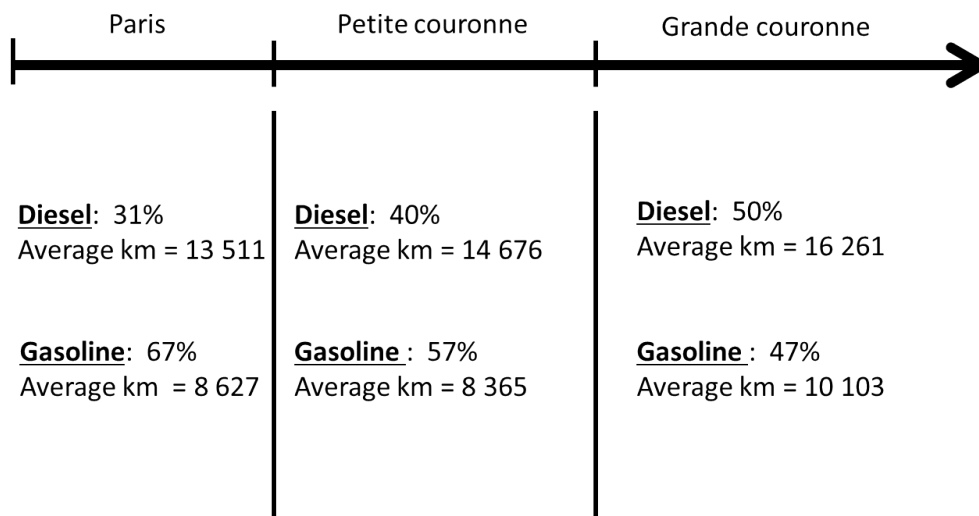 Paris
Petite couronne
Grande couronne
Diesel: 31%
Average km = 13 511
Gasoline: 67%
Average km = 8 627
Diesel: 40%
Average km = 14 676
Gasoline : 57%
Average km = 8 365
Diesel: 50%
Average km = 16 261
Gasoline : 47%
Average km = 10 103